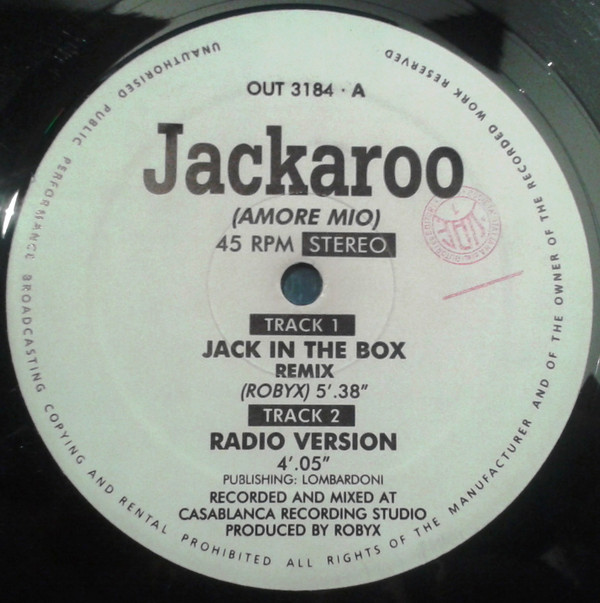 OUT 3184 · A
Jackaroo
(AMORE MIO)
45 RPM STEREO
TRACK 1
JACK IN THE BOX
REMIX
(ROBYX) 5'.38"
TRACK 2
RADIO VERSION
4'.05"
PUBLISHING: LOMBARDONI
RECORDED AND MIXED AT
CASABLANCA RECORDING STUDIO
PRODUCED BY ROBYX
UNAUTHORISED PUBLIC PERFORMANCE BROADCASTING COPYING AND RENTAL PROHIBITED ALL RIGHTS OF THE MANUFACTURER AND OF THE OWNER OF THE RECORDED WORK RESERVED